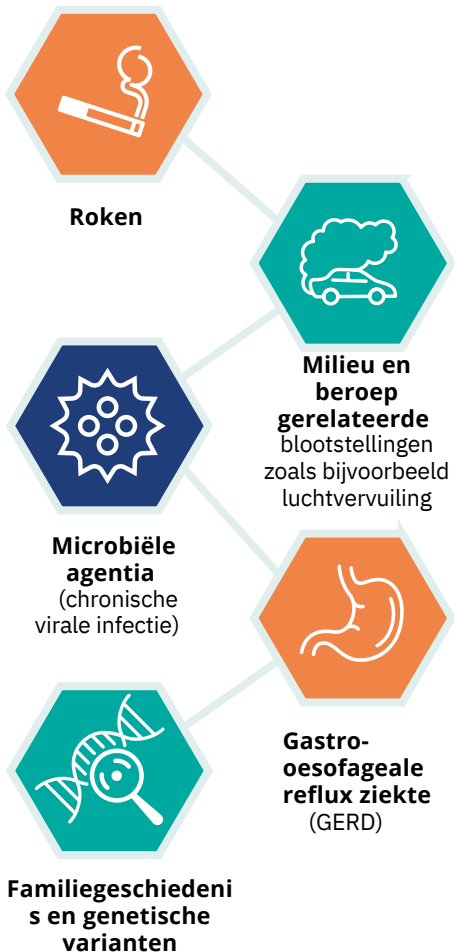 Roken
Milieu en
beroep
gerelateerde
blootstellingen
zoals bijvoorbeeld
luchtvervuiling
Microbiële
agentia
(chronische
virale infectie)
Gastro-
oesofageale
reflux ziekte
(GERD)
Familiegeschiedeni
s en genetische
varianten